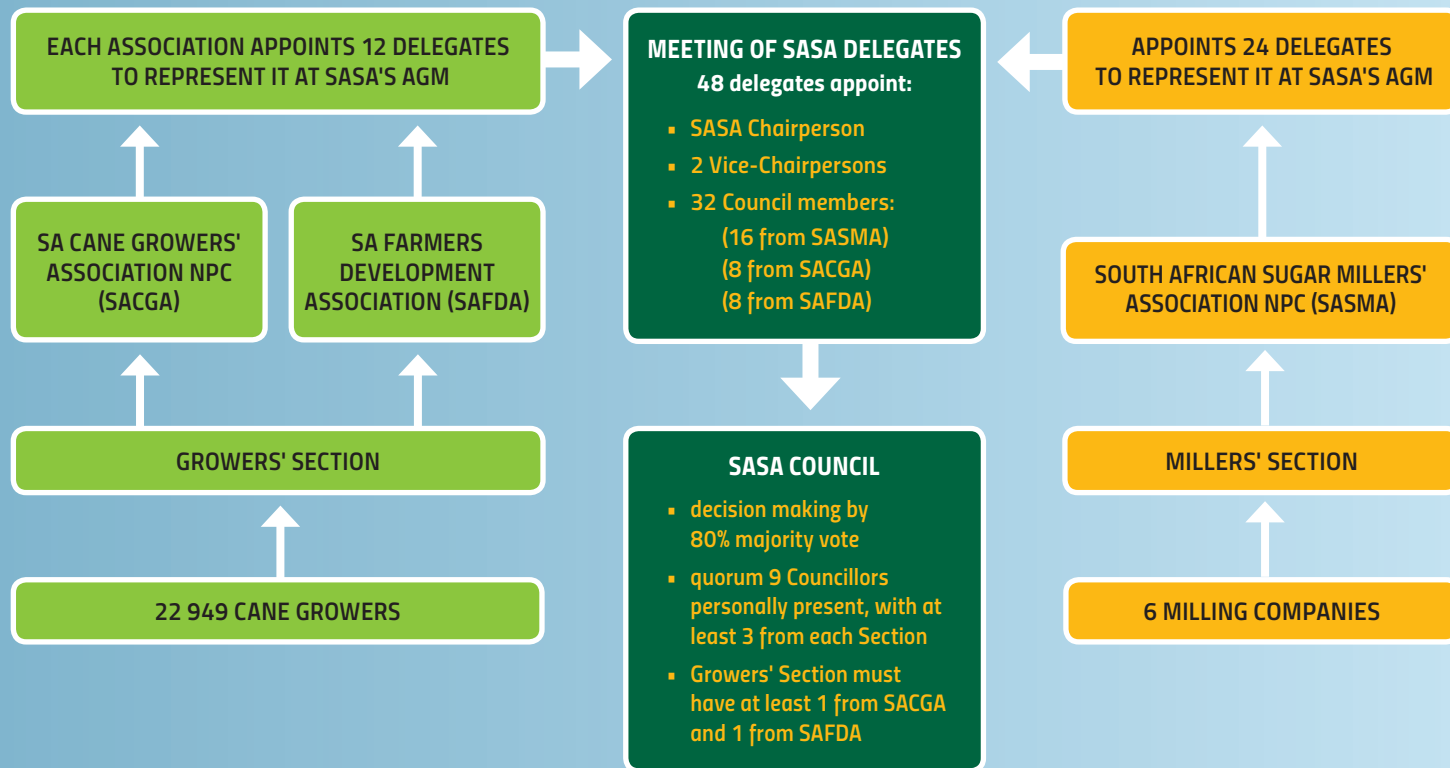 EACH ASSOCIATION APPOINTS 12 DELEGATES
TO REPRESENT IT AT SASA'S AGM
SA CANE GROWERS'
ASSOCIATION NPC
(SACGA)
SA FARMERS
DEVELOPMENT
ASSOCIATION (SAFDA)
GROWERS' SECTION
22 949 CANE GROWERS
MEETING OF SASA DELEGATES
48 delegates appoint:
▪ SASA Chairperson
▪ 2 Vice-Chairpersons
▪ 32 Council members:
(16 from SASMA)
(8 from SACGA)
(8 from SAFDA)
SASA COUNCIL
▪ decision making by
80% majority vote
▪ quorum 9 Councillors
personally present, with at
least 3 from each Section
▪ Growers' Section must
have at least 1 from SACGA
and 1 from SAFDA
APPOINTS 24 DELEGATES
TO REPRESENT IT AT SASA'S AGM
SOUTH AFRICAN SUGAR MILLERS'
ASSOCIATION NPC (SASMA)
MILLERS' SECTION
6 MILLING COMPANIES